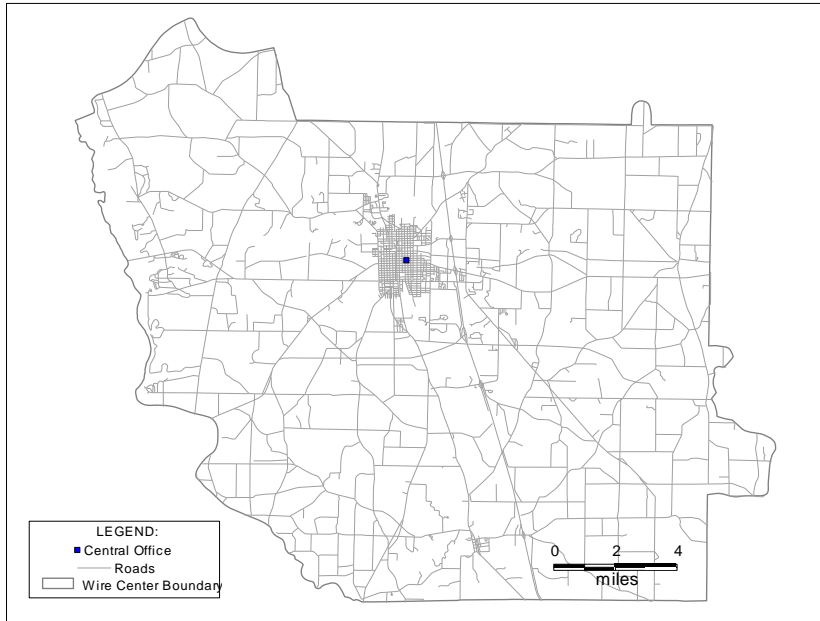 LEGEND:
Central Office
Roads
Wire Center Boundary
0 2 4
miles